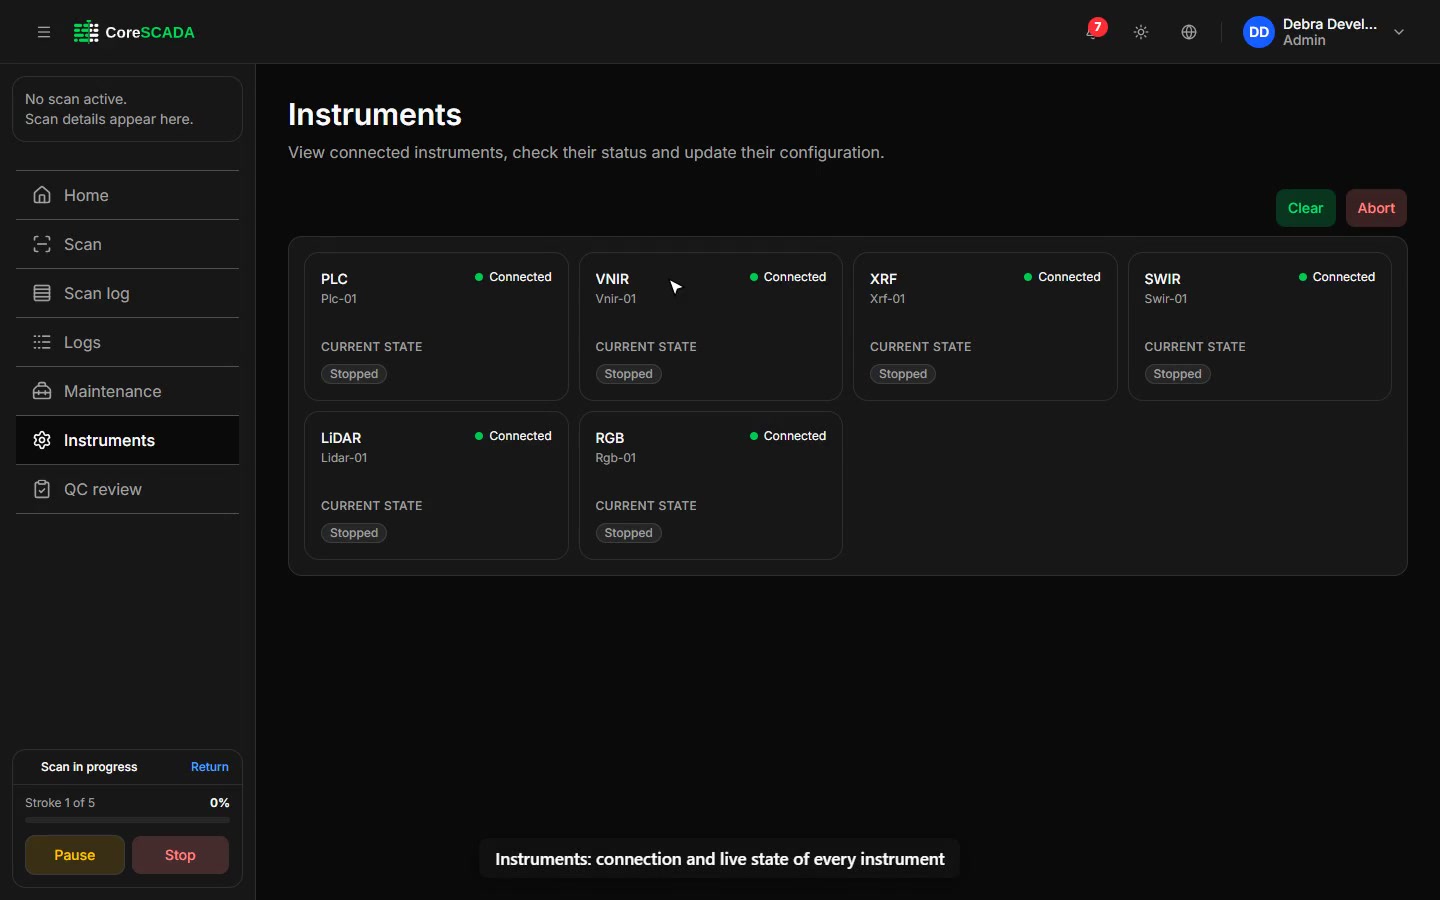 CoreSCADA
7
DD
Debra Devel...
Admin
No scan active.
Scan details appear here.
Home
Scan
Scan log
Logs
Maintenance
Instruments
QC review
Scan in progress
Return
Stroke 1 of 5
0%
Pause
Stop
Instruments
View connected instruments, check their status and update their configuration.
Clear
Abort
PLC
Connected
Plc-01
CURRENT STATE
Stopped
VNIR
Connected
Vnir-01
CURRENT STATE
Stopped
XRF
Connected
Xrf-01
CURRENT STATE
Stopped
SWIR
Connected
Swir-01
CURRENT STATE
Stopped
LiDAR
Connected
Lidar-01
CURRENT STATE
Stopped
RGB
Connected
Rgb-01
CURRENT STATE
Stopped
Instruments: connection and live state of every instrument